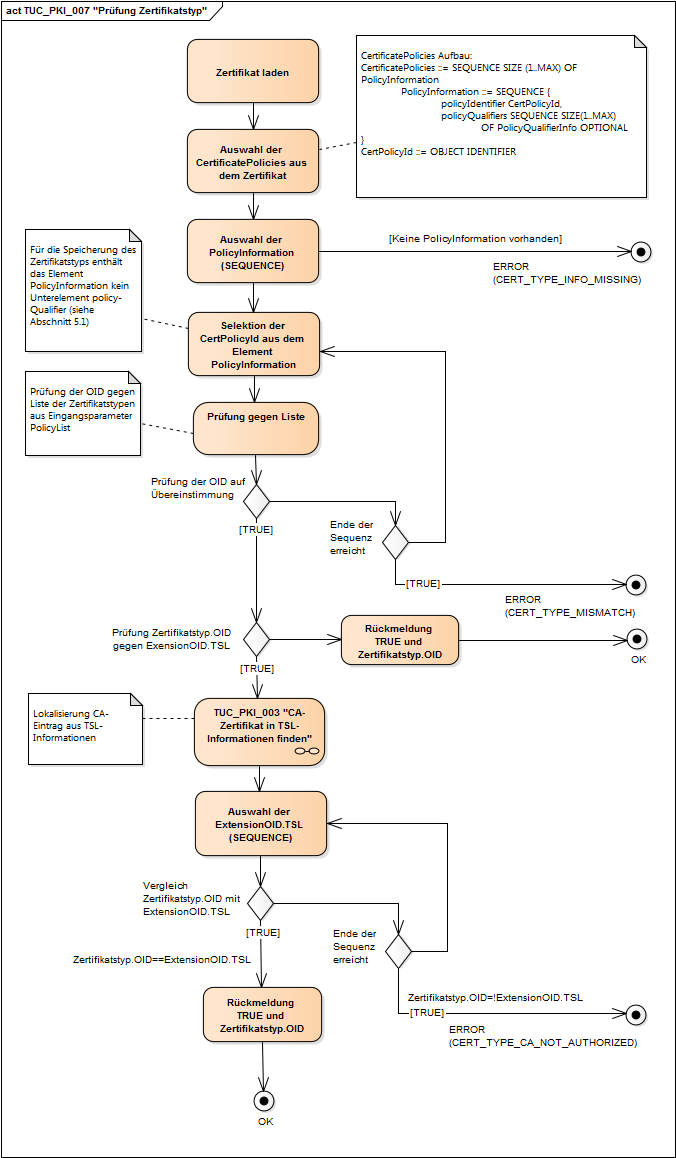 act TUC_PKI_007 "Prüfung Zertifikatstyp"
Zertifikat laden
CertificatePolicies Aufbau:
CertificatePolicies ::= SEQUENCE SIZE (1..MAX) OF
PolicyInformation
PolicyInformation ::= SEQUENCE {
policyIdentifier CertPolicyId,
policyQualifiers SEQUENCE SIZE(1..MAX)
OF PolicyQualifierInfo OPTIONAL
}
CertPolicyId ::= OBJECT IDENTIFIER
Auswahl der
CertificatePolicies aus
dem Zertifikat
Auswahl der
PolicyInformation
(SEQUENCE)
[Keine PolicyInformation vorhanden]
ERROR
(CERT_TYPE_INFO_MISSING)
Für die Speicherung des
Zertifikatstyps enthält
das Element
PolicyInformation kein
Unterelement policy-
Qualifier (siehe
Abschnitt 5.1)
Selektion der
CertPolicyId aus dem
Element
PolicyInformation
Prüfung der OID gegen
Liste der Zertifikatstypen
aus Eingangsparameter
PolicyList
Prüfung gegen Liste
Prüfung der OID auf
Übereinstimmung
[TRUE]
Ende der
Sequenz
erreicht
[TRUE]
ERROR
(CERT_TYPE_MISMATCH)
Prüfung Zertifikatstyp.OID
gegen ExensionOID.TSL
[TRUE]
Rückmeldung
TRUE und
Zertifikatstyp.OID
OK
Lokalisierung CA-
Eintrag aus TSL-
Informationen
TUC_PKI_003 "CA-
Zertifikat in TSL-
Informationen finden"
Auswahl der
ExtensionOID.TSL
(SEQUENCE)
Vergleich
Zertifikatstyp.OID mit
ExtensionOID.TSL
[TRUE]
Ende der
Sequenz
erreicht
Zertifikatstyp.OID==ExtensionOID.TSL
Zertifikatstyp.OID=!ExtensionOID.TSL
[TRUE]
ERROR
(CERT_TYPE_CA_NOT_AUTHORIZED)
Rückmeldung
TRUE und
Zertifikatstyp.OID
OK